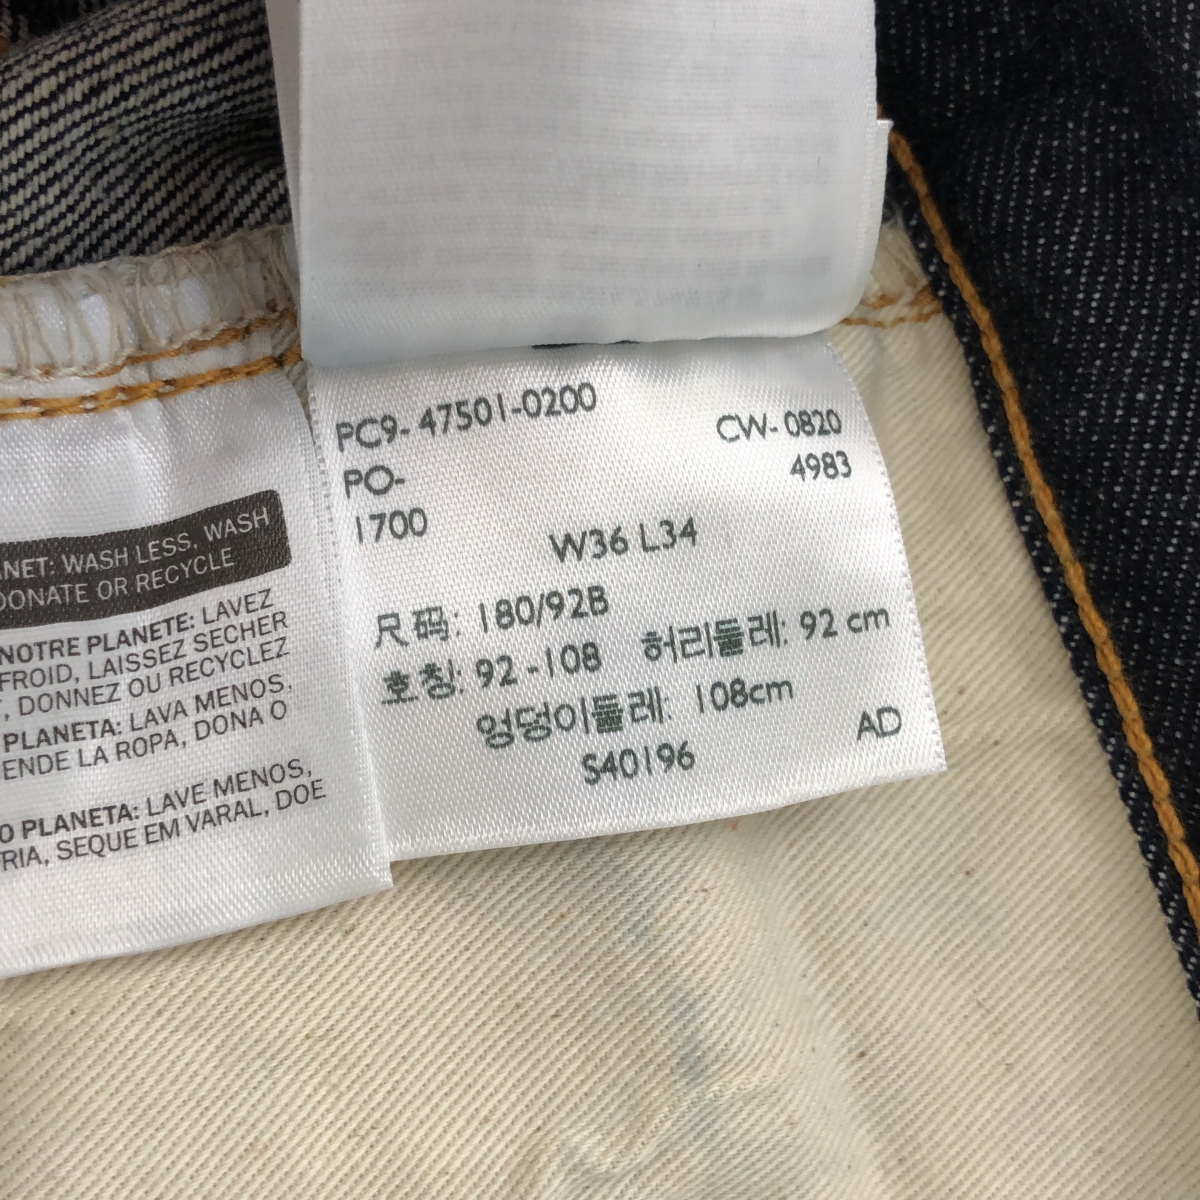 PC9-47501-0200
CW-0820
PO-
4983
1700
W36 L34
尺码: 180/92B
호칭: 92-108 허리둘레: 92 cm
엉덩이둘레: 108cm
S40196
AD
ANET: WASH LESS, WASH
DONATE OR RECYCLE
NOTRE PLANETE: LAVEZ
FROID, LAISSEZ SECHER
, DONNEZ OU RECYCLEZ
PLANETA: LAVA MENOS,
ENDE LA ROPA, DONA O
O PLANETA: LAVE MENOS,
FRIA, SEQUE EM VARAL, DOE